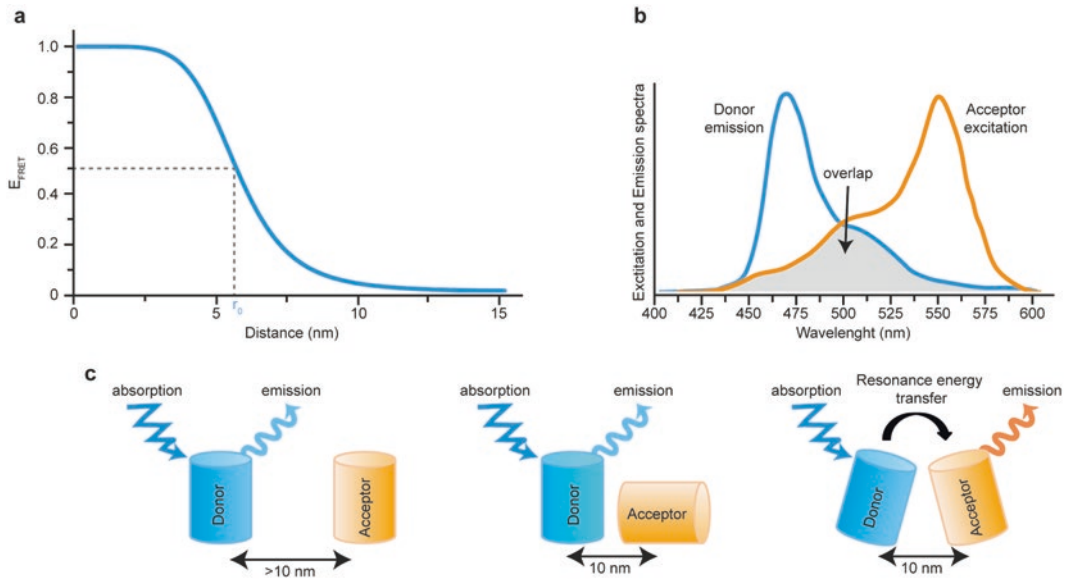 a
1.0
0.8
0.6
0.4
0.2
0
E_FRET
0
5
10
15
r_0
Distance (nm)
b
Exctitation and Emission spectra
Donor
emission
Acceptor
excitation
overlap
400
425
450
475
500
525
550
575
600
Wavelenght (nm)
c
absorption
emission
Donor
Acceptor
>10 nm
absorption
emission
Donor
Acceptor
10 nm
absorption
Resonance energy
transfer
emission
Donor
Acceptor
10 nm